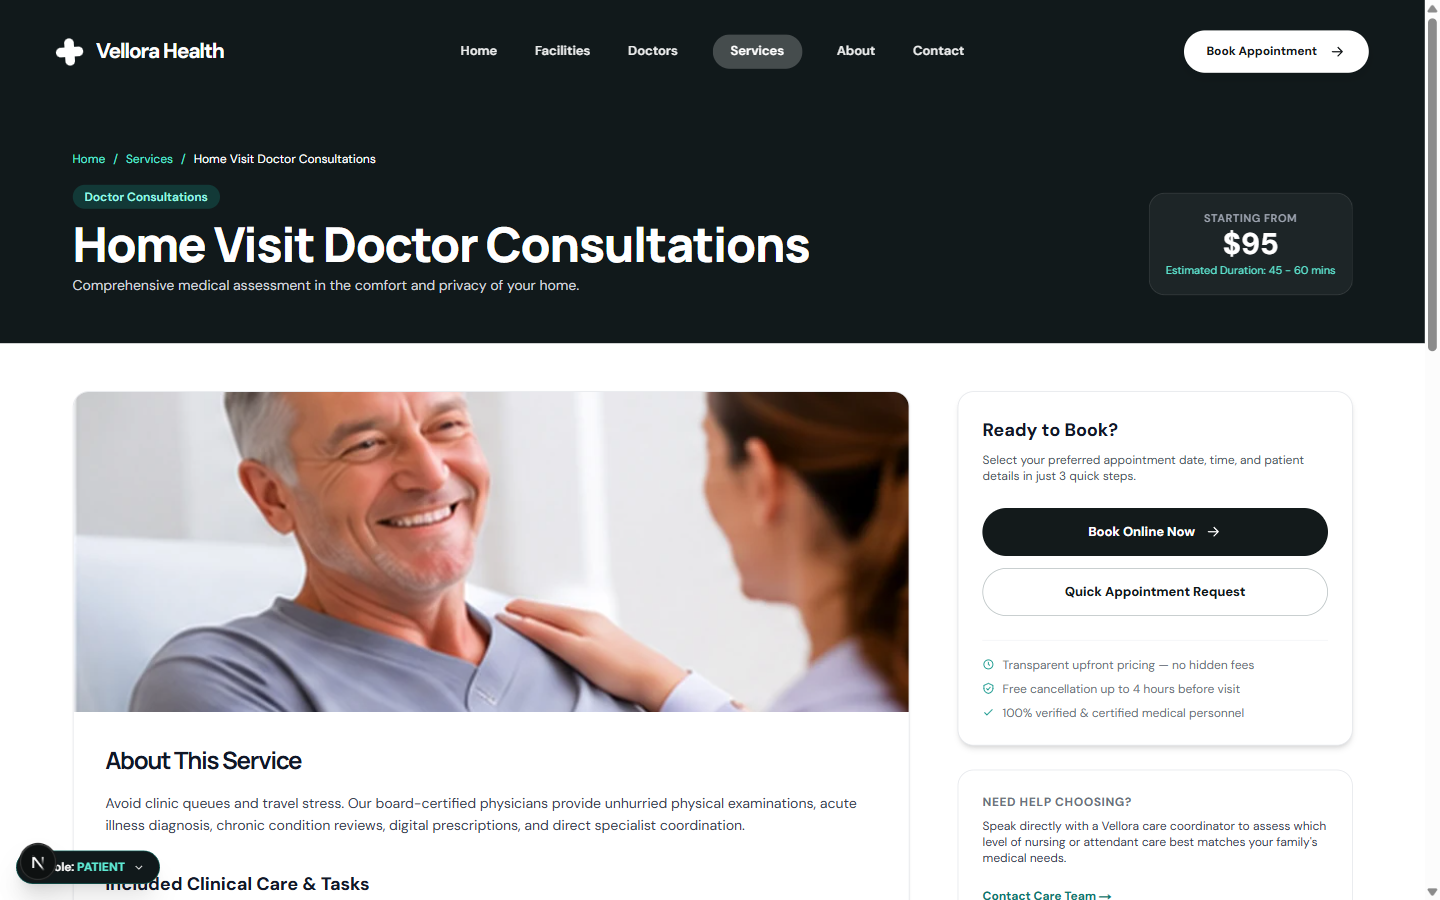 Vellora Health
Home
Facilities
Doctors
Services
About
Contact
Book Appointment →
Home / Services / Home Visit Doctor Consultations
Doctor Consultations
Home Visit Doctor Consultations
Comprehensive medical assessment in the comfort and privacy of your home.
STARTING FROM
$95
Estimated Duration: 45 - 60 mins
Ready to Book?
Select your preferred appointment date, time, and patient
details in just 3 quick steps.
Book Online Now →
Quick Appointment Request
Transparent upfront pricing — no hidden fees
Free cancellation up to 4 hours before visit
100% verified & certified medical personnel
About This Service
Avoid clinic queues and travel stress. Our board-certified physicians provide unhurried physical examinations, acute
illness diagnosis, chronic condition reviews, digital prescriptions, and direct specialist coordination.
Included Clinical Care & Tasks
NEED HELP CHOOSING?
Speak directly with a Vellora care coordinator to assess which
level of nursing or attendant care best matches your family's
medical needs.
Contact Care Team →
N
PATIENT